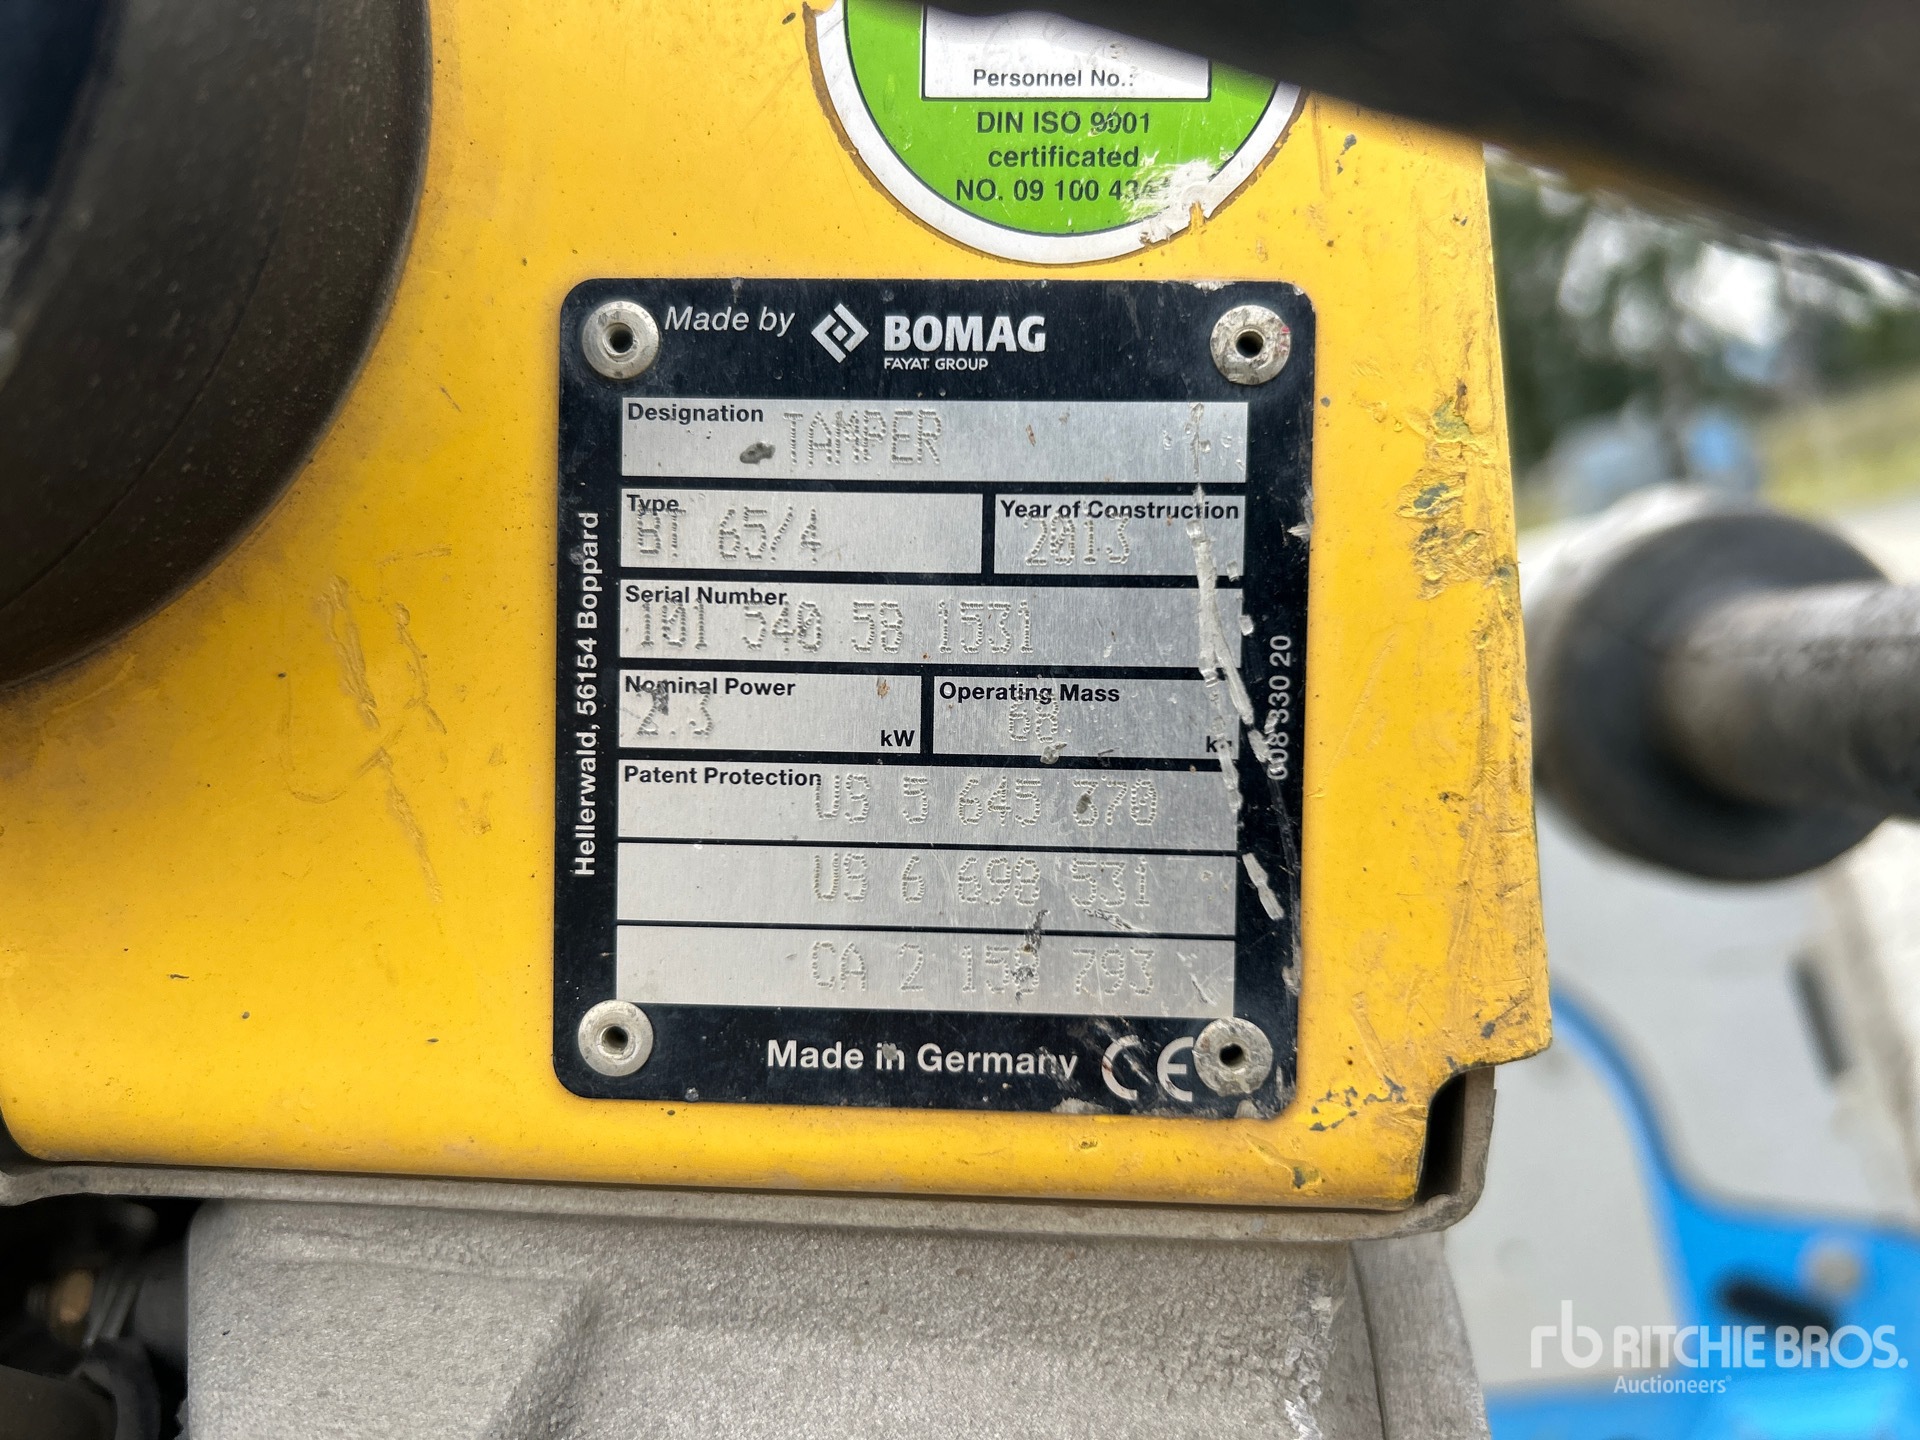 Personnel No.:
DIN ISO 9001
certificated
NO. 09 100
Made by BOMAG
FAYAT GROUP
Designation TAMPER
Type BT 65/4
Year of Construction 2013
Serial Number 101 540 58 1531
Nominal Power 2.3 kW
Operating Mass 68
Patent Protection US 5 645 370
US 6 698 531
CA 2 158 793
Made in Germany CE
Hellerwald, 56154 Boppard
008 330 20
rb RITCHIE BROS.
Auctioneers